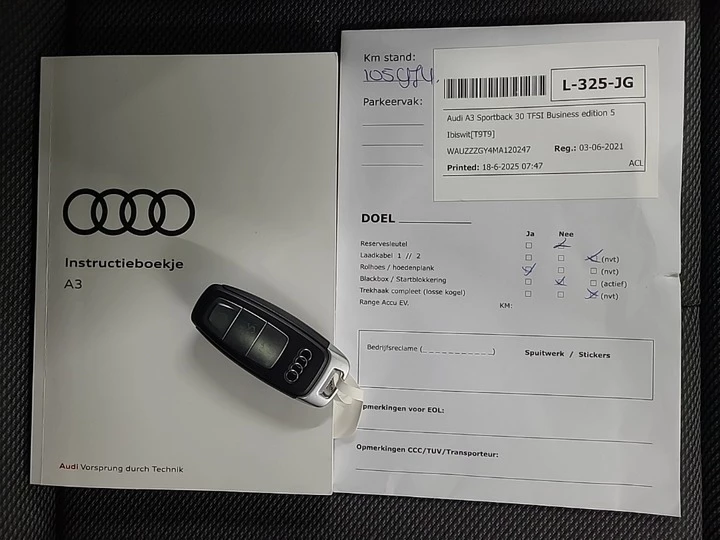 Instructieboekje
A3
Audi Vorsprung durch Technik
Km stand:
Parkeervak:
L-325-JG
Audi A3 Sportback 30 TFSI Business edition 5
Ibiswit[T9T9]
WAUZZZGY4MA120247 Reg.: 03-06-2021
Printed: 18-6-2025 07:47 ACL
DOEL
Ja Nee
Reservesleutel
Laadkabel 1 // 2 (nvt)
Rolhoes / hoedenplank (nvt)
Blackbox / Startblokkering (actief)
Trekhaak compleet (losse kogel) (nvt)
Range Accu EV. KM:
Bedrijfsreclame ( ) Spuitwerk / Stickers
pmerkingen voor EOL:
Opmerkingen CCC/TUV/Transporteur: